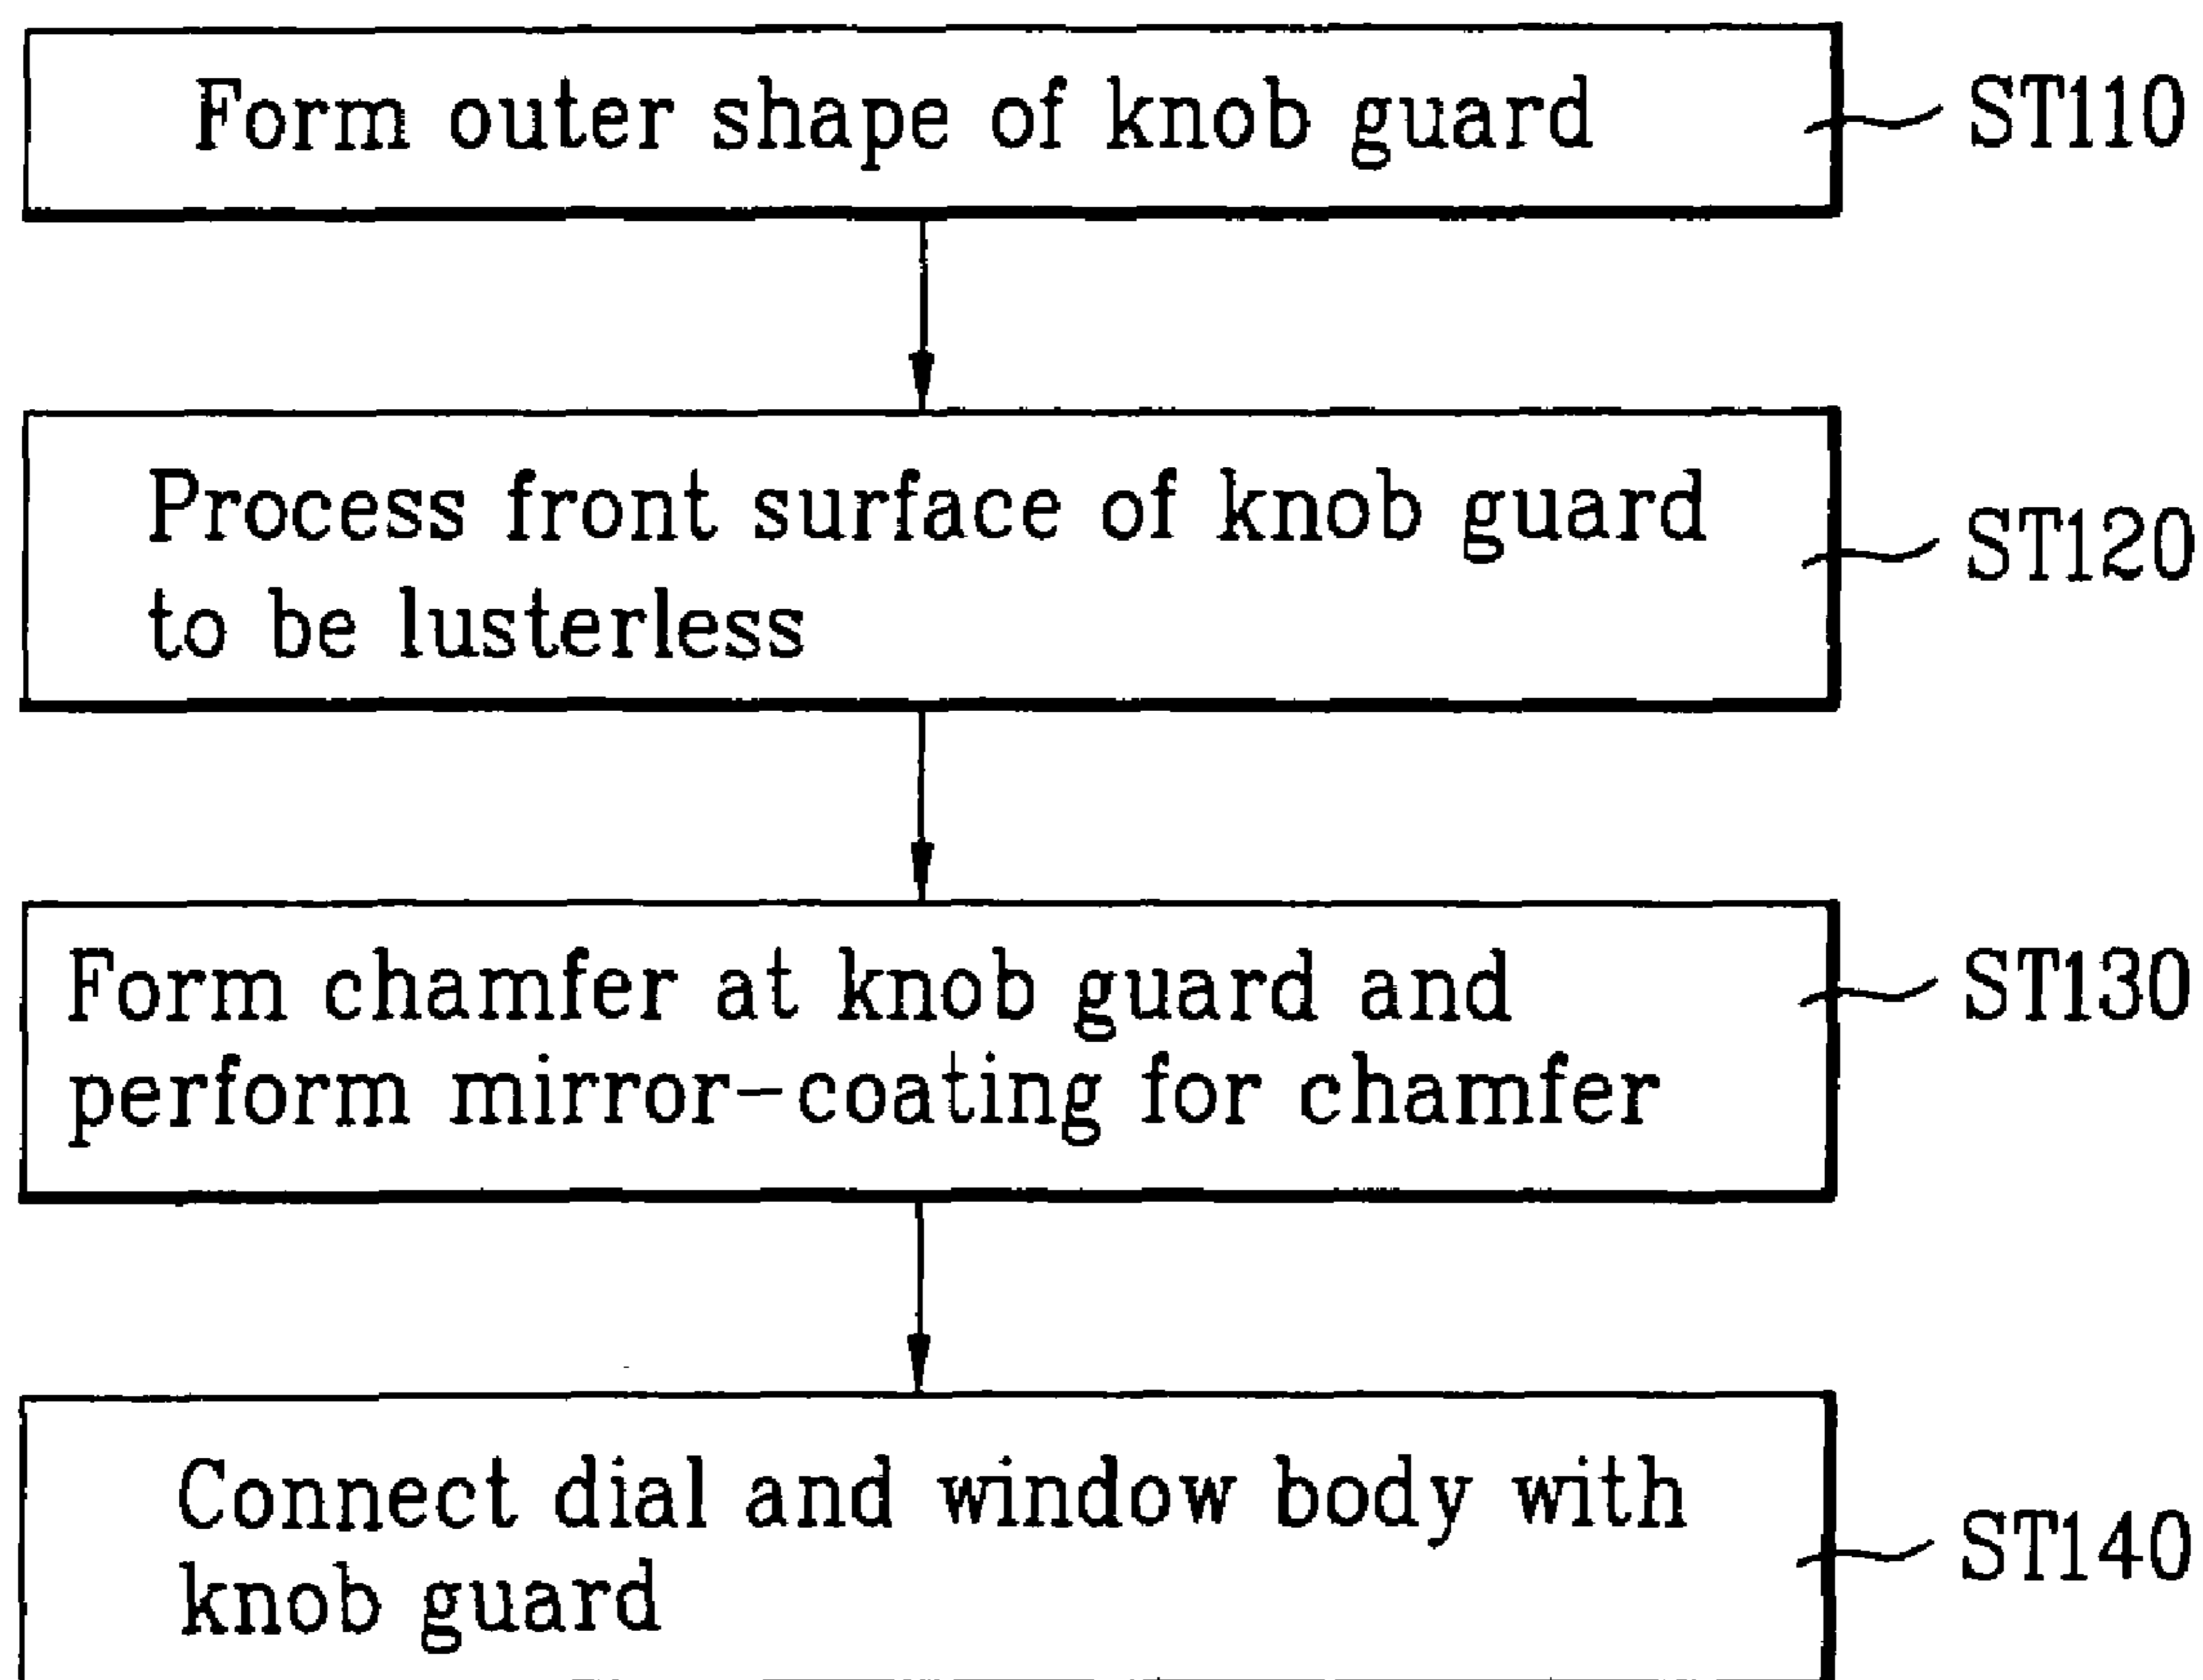 Form outer shape of knob guard
ST110
Process front surface of knob guard
to be lusterless
ST120
Form chamfer at knob guard and
perform mirror-coating for chamfer
ST130
Connect dial and window body with
knob guard
ST140